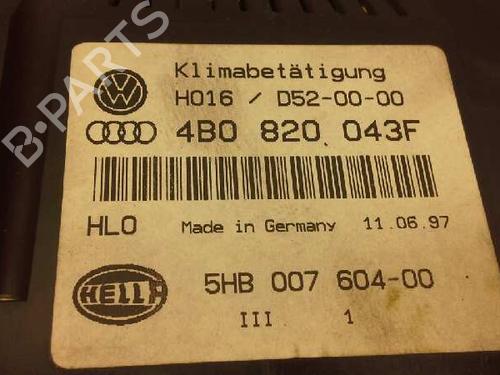 Klimabetätigung
H016 / D52-00-00
4B0 820 043F
HLO Made in Germany 11.06.97
HELLA 5HB 007 604-00
III 1
B-PARTS